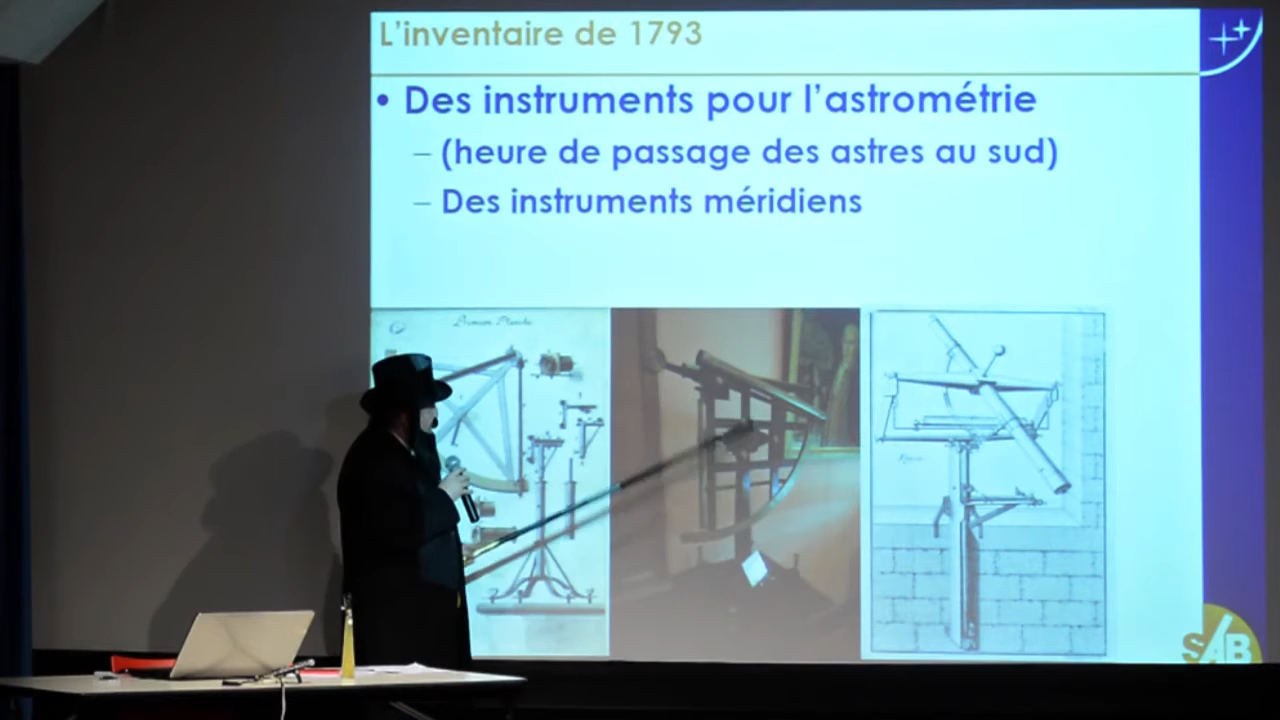 L'inventaire de 1793
• Des instruments pour l'astrométrie
– (heure de passage des astres au sud)
– Des instruments méridiens
SAB